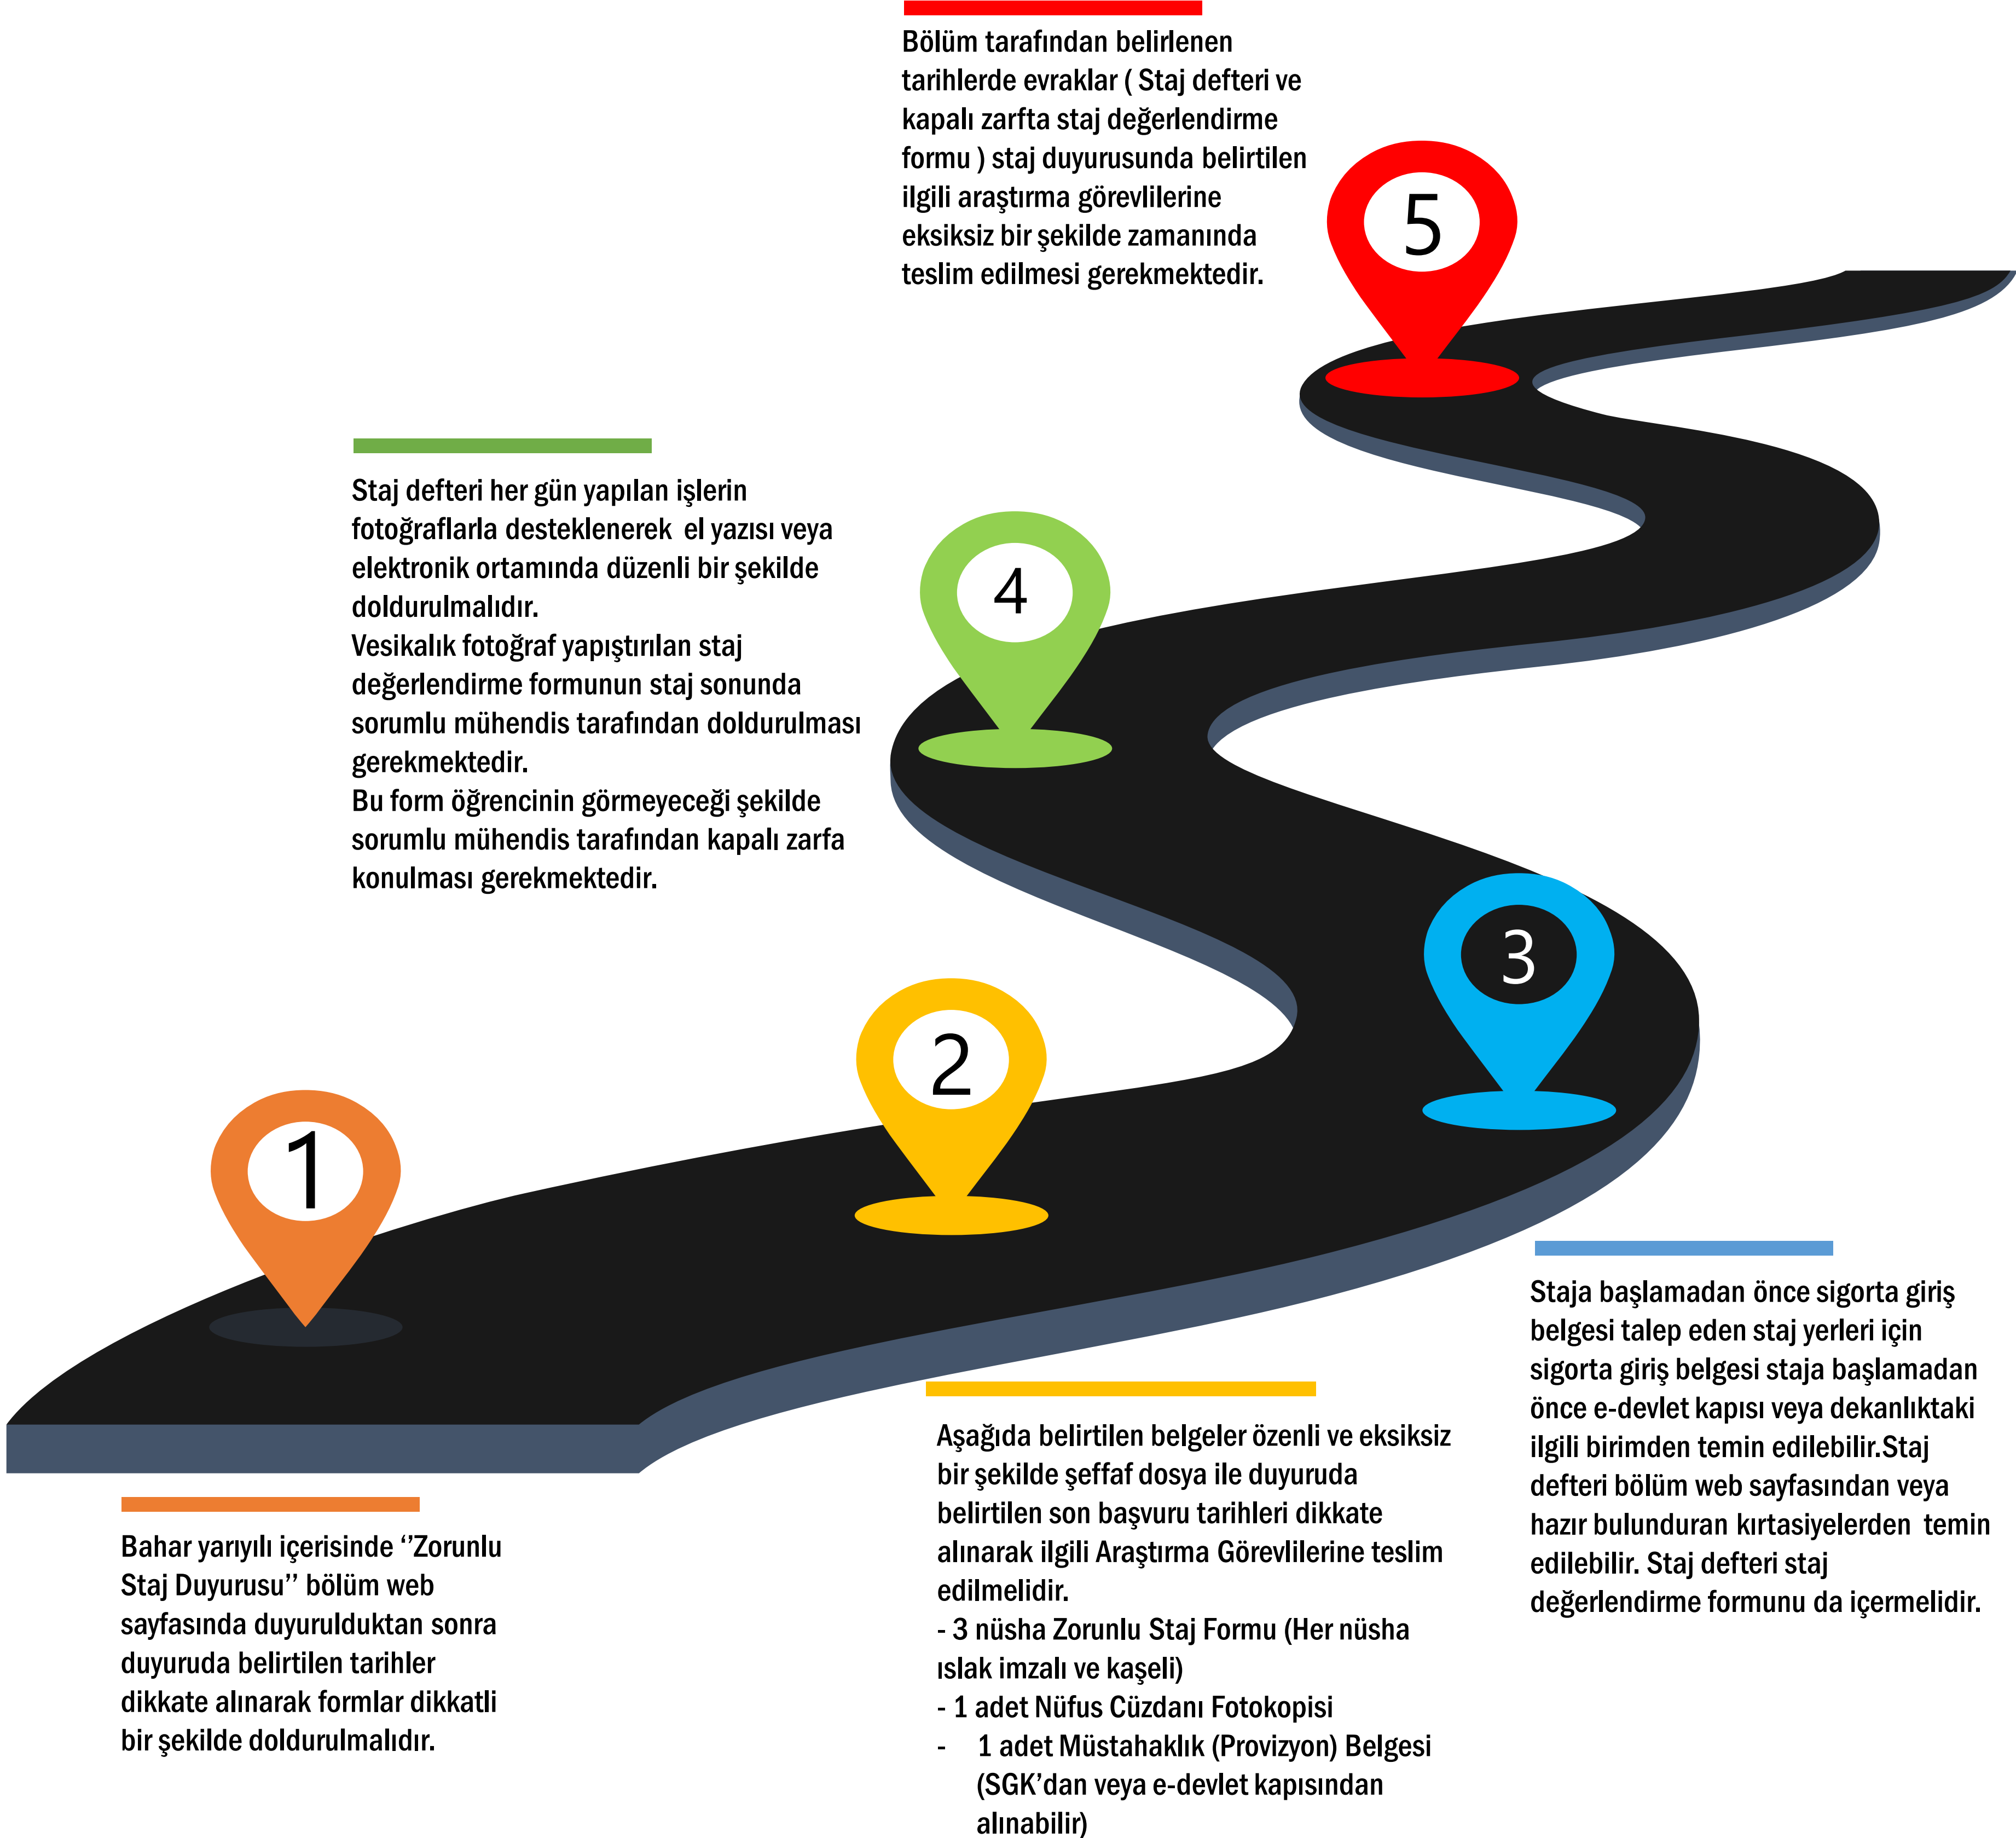 Bölüm tarafından belirlenen
tarihlerde evraklar ( Staj defteri ve
kapalı zarfta staj değerlendirme
formu ) staj duyurusunda belirtilen
ilgili araştırma görevlilerine
eksiksiz bir şekilde zamanında
teslim edilmesi gerekmektedir.
5
Staj defteri her gün yapılan işlerin
fotoğraflarla desteklenerek  el yazısı veya
elektronik ortamında düzenli bir şekilde
doldurulmalıdır.
Vesikalık fotoğraf yapıştırılan staj
değerlendirme formunun staj sonunda
sorumlu mühendis tarafından doldurulması
gerekmektedir.
Bu form öğrencinin görmeyeceği şekilde
sorumlu mühendis tarafından kapalı zarfa
konulması gerekmektedir.
4
3
2
1
Bahar yarıyılı içerisinde ‘’Zorunlu
Staj Duyurusu’’ bölüm web
sayfasında duyurulduktan sonra
duyuruda belirtilen tarihler
dikkate alınarak formlar dikkatli
bir şekilde doldurulmalıdır.
Aşağıda belirtilen belgeler özenli ve eksiksiz
bir şekilde şeffaf dosya ile duyuruda
belirtilen son başvuru tarihleri dikkate
alınarak ilgili Araştırma Görevlilerine teslim
edilmelidir.
- 3 nüsha Zorunlu Staj Formu (Her nüsha
ıslak imzalı ve kaşeli)
- 1 adet Nüfus Cüzdanı Fotokopisi
- 1 adet Müstahaklık (Provizyon) Belgesi
(SGK’dan veya e-devlet kapısından
alınabilir)
Staja başlamadan önce sigorta giriş
belgesi talep eden staj yerleri için
sigorta giriş belgesi staja başlamadan
önce e-devlet kapısı veya dekanlıktaki
ilgili birimden temin edilebilir.Staj
defteri bölüm web sayfasından veya
hazır bulunduran kırtasiyelerden  temin
edilebilir. Staj defteri staj
değerlendirme formunu da içermelidir.